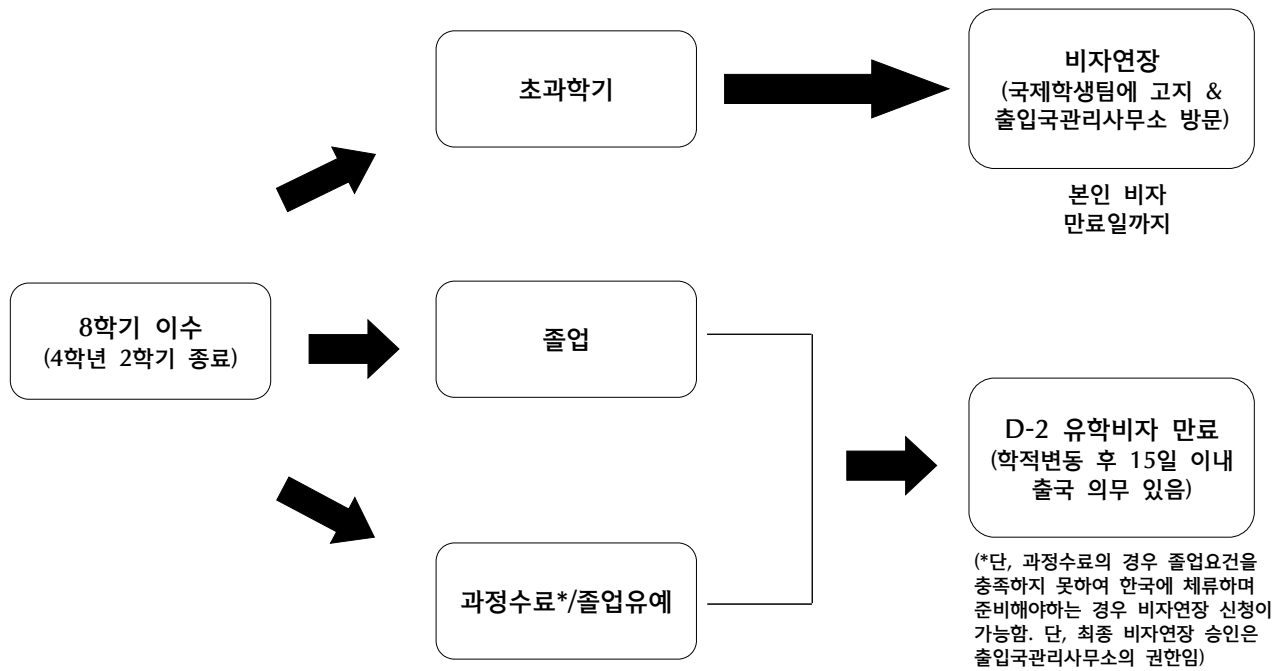 초과학기
비자연장
(국제학생팀에 고지 &
출입국관리사무소 방문)
본인 비자
만료일까지
8학기 이수
(4학년 2학기 종료)
졸업
D-2 유학비자 만료
(학적변동 후 15일 이내
출국 의무 있음)
과정수료*/졸업유예
(*단, 과정수료의 경우 졸업요건을
충족하지 못하여 한국에 체류하며
준비해야하는 경우 비자연장 신청이
가능함. 단, 최종 비자연장 승인은
출입국관리사무소의 권한임)